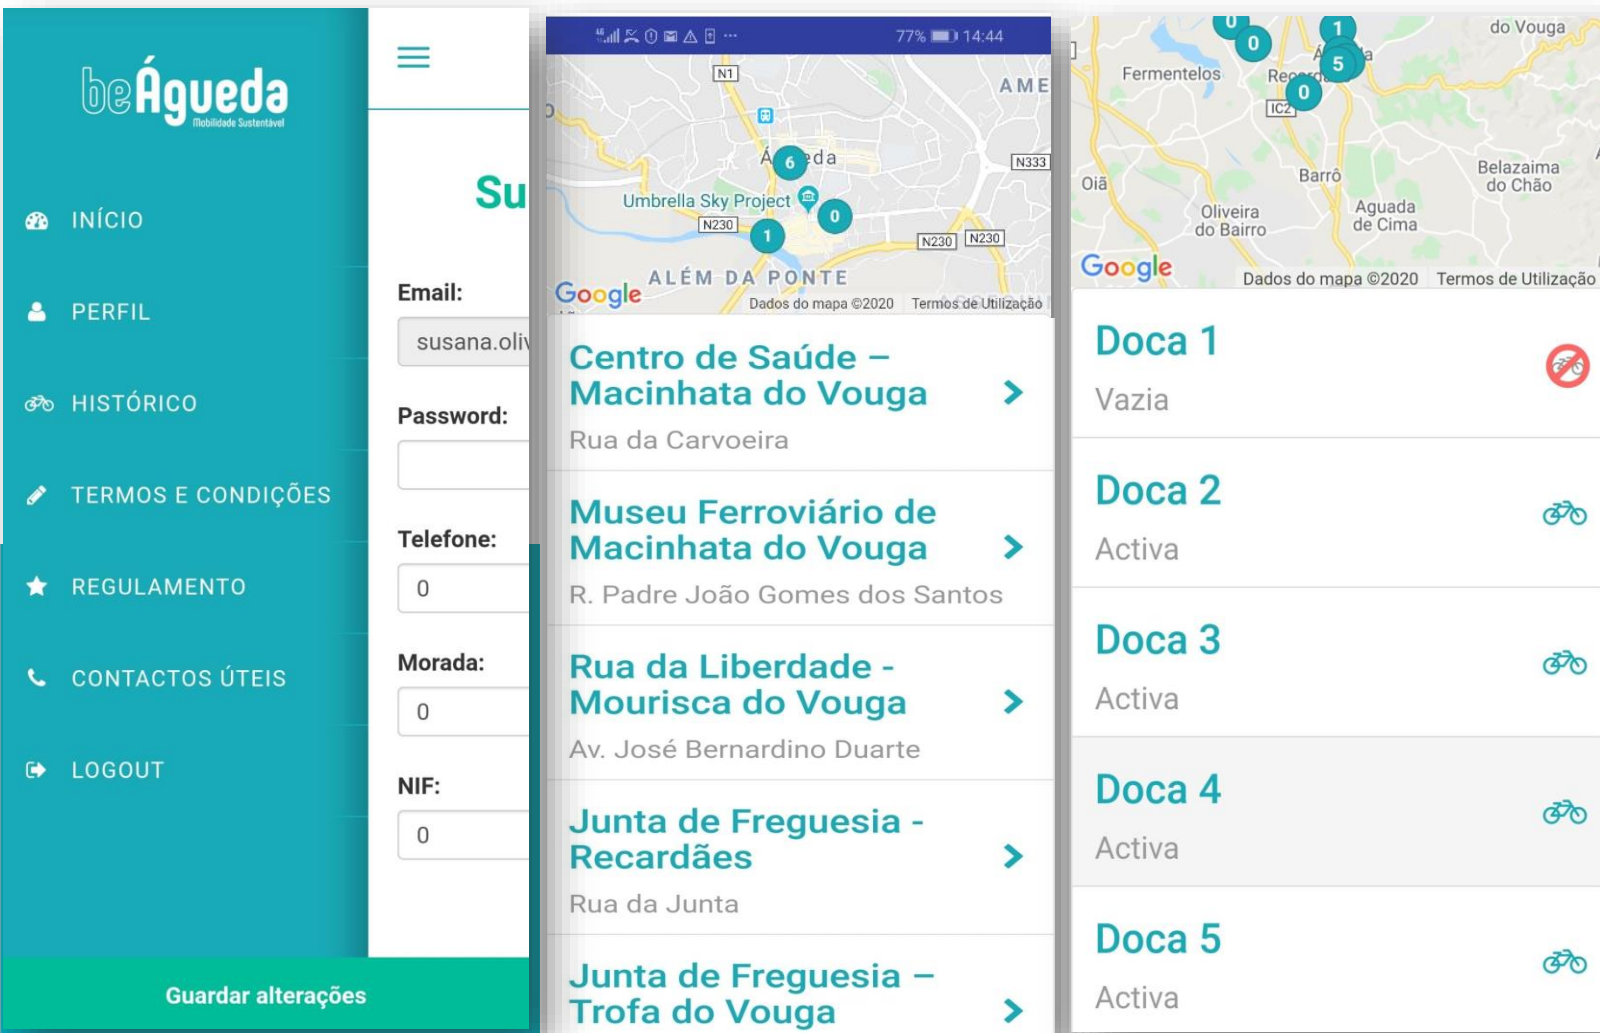 beÁgueda
Mobilidade Sustentável
INÍCIO
PERFIL
HISTÓRICO
TERMOS E CONDIÇÕES
REGULAMENTO
CONTACTOS ÚTEIS
LOGOUT
Su
Email:
susana.oliv
Password:
Telefone:
0
Morada:
0
NIF:
0
Guardar alterações
77% 14:44
N1
AME
6
N333
Umbrella Sky Project
N230
0
1
N230
N230
ALÉM DA PONTE
Google
Dados do mapa ©2020
Termos de Utilização
Centro de Saúde –
Macinhata do Vouga
Rua da Carvoeira
Museu Ferroviário de
Macinhata do Vouga
R. Padre João Gomes dos Santos
Rua da Liberdade -
Mourisca do Vouga
Av. José Bernardino Duarte
Junta de Freguesia -
Recardães
Rua da Junta
Junta de Freguesia –
Trofa do Vouga
0
1
do Vouga
0
5
Fermentelos
0
IC2
Oiã
Barrô
Belazaima
do Chão
Oliveira
do Bairro
Aguada
de Cima
Google
Dados do mapa ©2020
Termos de Utilização
Doca 1
Vazia
Doca 2
Activa
Doca 3
Activa
Doca 4
Activa
Doca 5
Activa